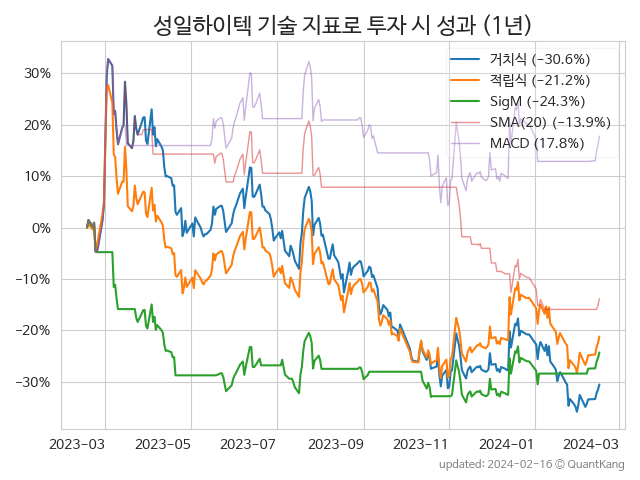 성일하이텍 기술 지표로 투자 시 성과 (1년)
거치식 (−30.6%)
적립식 (−21.2%)
SigM (−24.3%)
SMA(20) (−13.9%)
MACD (17.8%)
30%
20%
10%
0%
−10%
−20%
−30%
2023-03 2023-05 2023-07 2023-09 2023-11 2024-01 2024-03
updated: 2024-02-16 © QuantKang